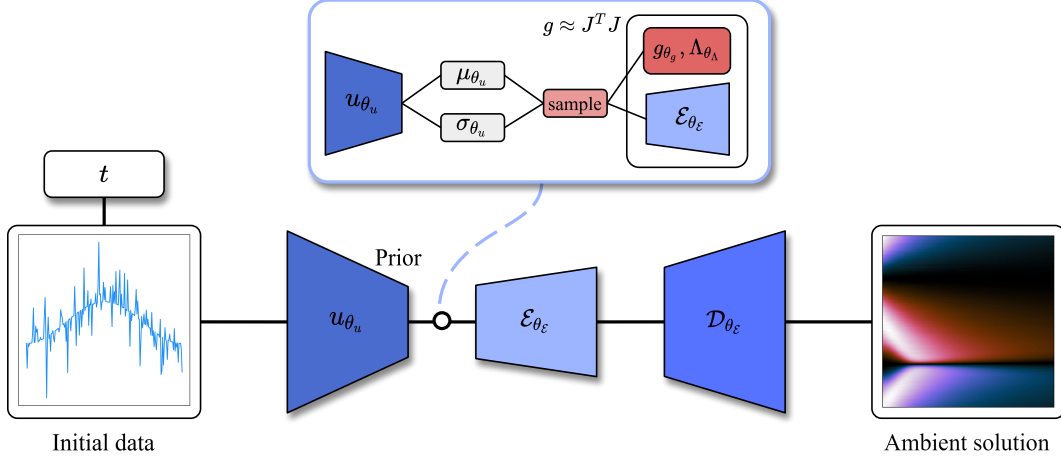 g ≈ JᵀJ
u_{θ_u}
μ_{θ_u}
σ_{θ_u}
sample
g_{θ_g}, Λ_{θ_Λ}
ℰ_{θ_ℰ}
t
Prior
u_{θ_u}
ℰ_{θ_ℰ}
𝒟_{θ_ℰ}
Initial data
Ambient solution